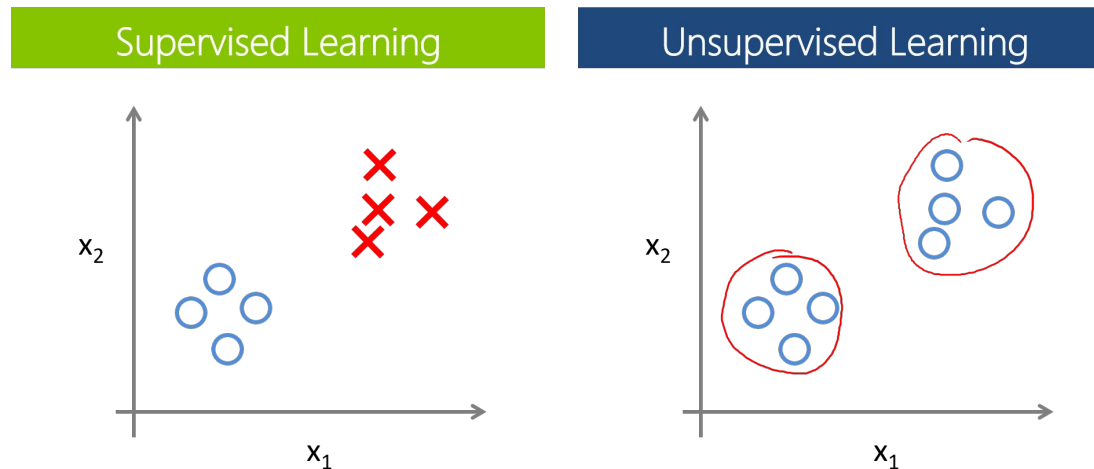 Supervised Learning
x₂
x₁
Unsupervised Learning
x₂
x₁